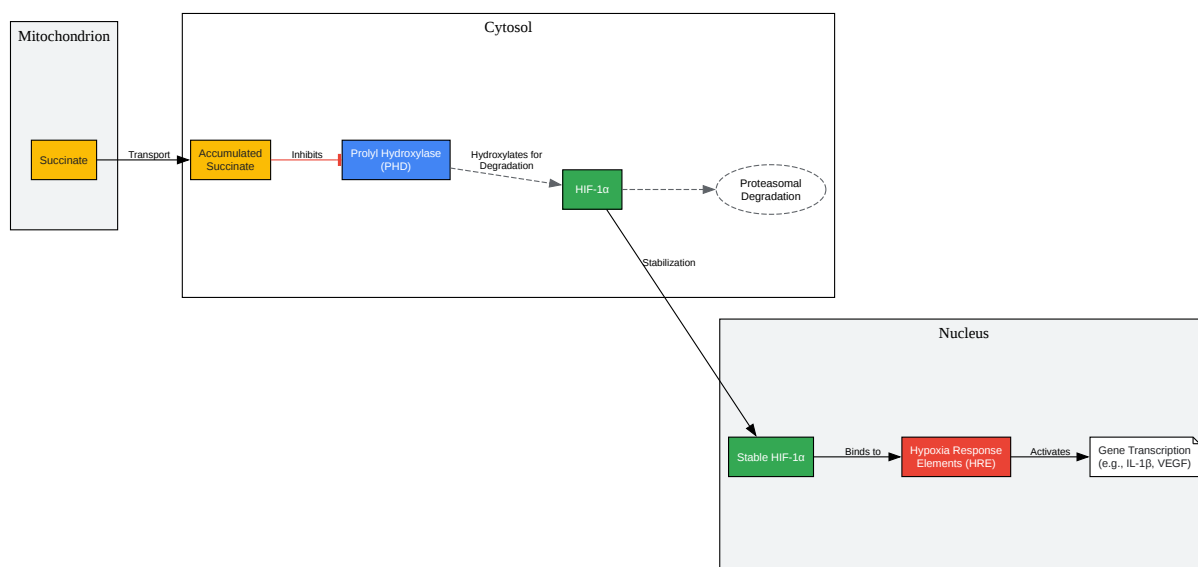 Mitochondrion
Succinate
Transport
Cytosol
Accumulated
Succinate
Inhibits
Prolyl Hydroxylase
(PHD)
Hydroxylates for
Degradation
HIF-1α
Proteasomal
Degradation
Stabilization
Nucleus
Stable HIF-1α
Binds to
Hypoxia Response
Elements (HRE)
Activates
Gene Transcription
(e.g., IL-1β, VEGF)